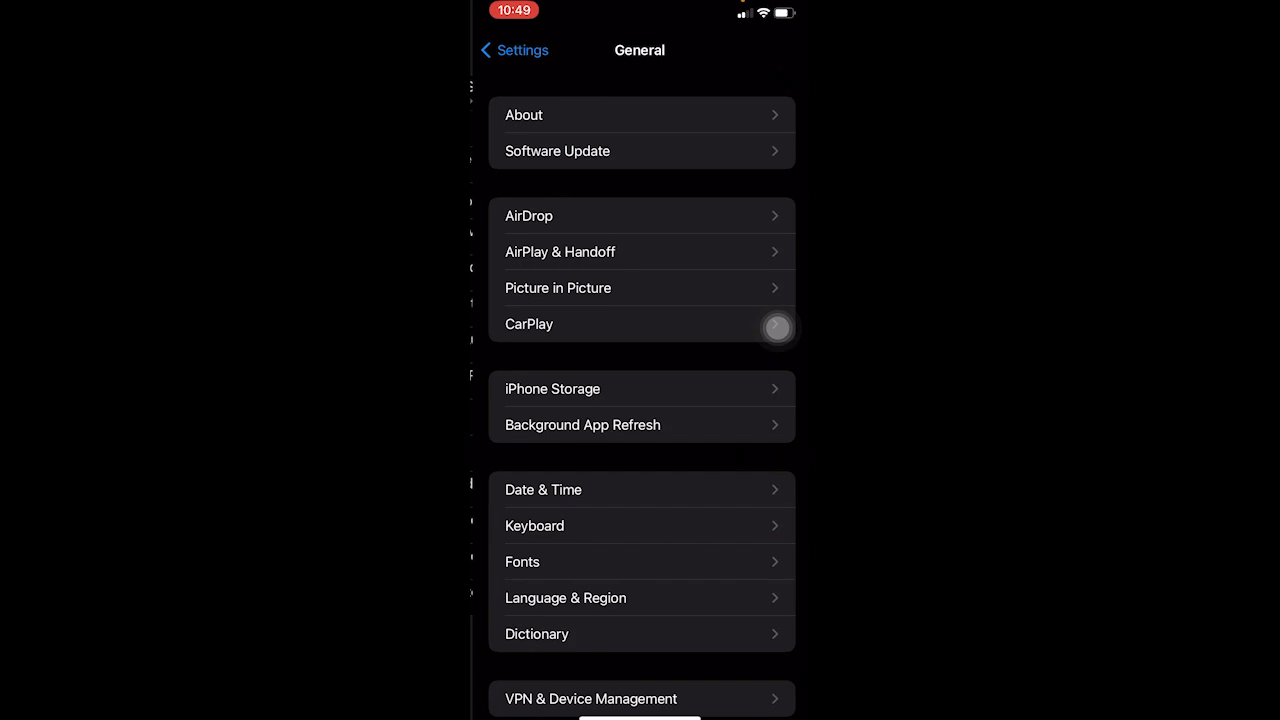 10:49
Settings
General
About
Software Update
AirDrop
AirPlay & Handoff
Picture in Picture
CarPlay
iPhone Storage
Background App Refresh
Date & Time
Keyboard
Fonts
Language & Region
Dictionary
VPN & Device Management